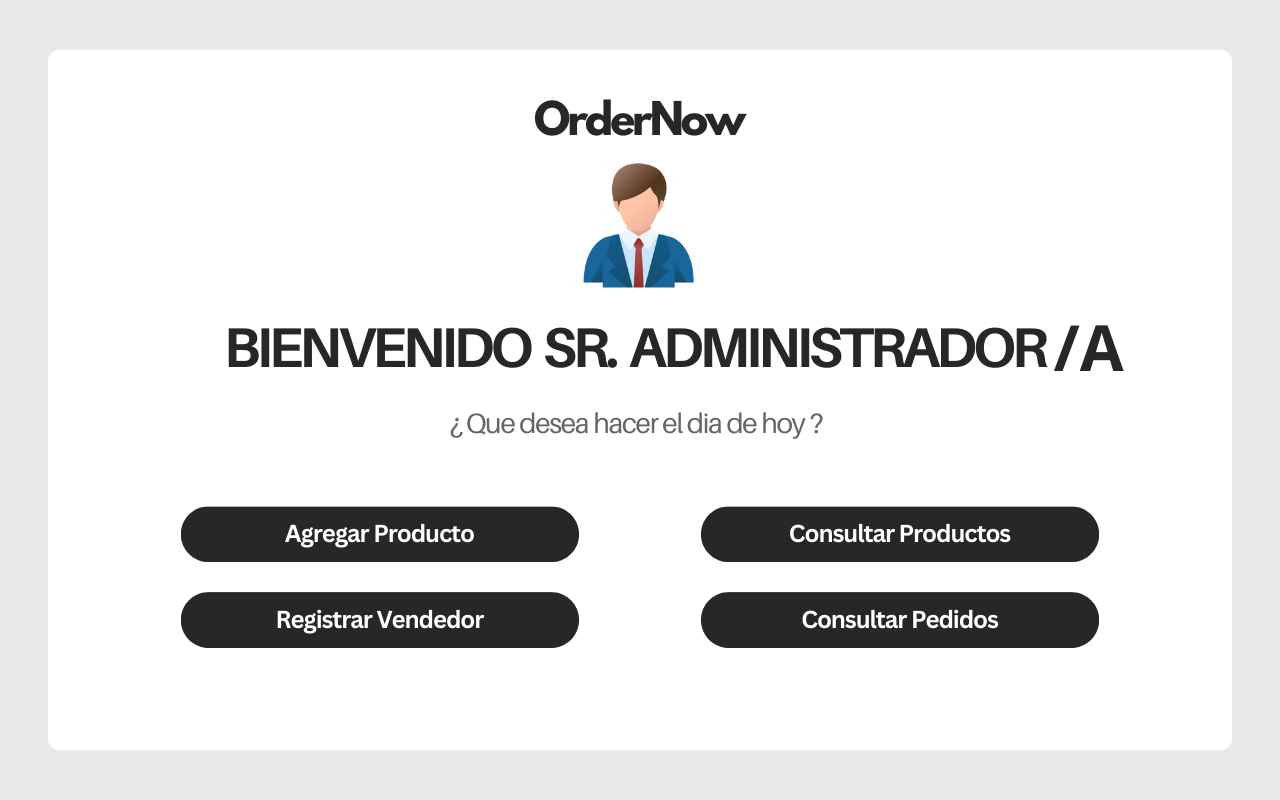 OrderNow
BIENVENIDO SR. ADMINISTRADOR/A
¿ Que desea hacer el dia de hoy ?
Agregar Producto
Consultar Productos
Registrar Vendedor
Consultar Pedidos